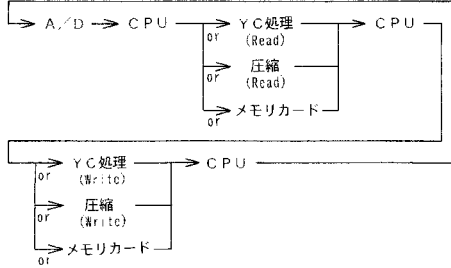 A/D CPU or YC処理 CPU
(Read)
or 圧縮
(Read)
or メモリカード
or YC処理 CPU
(Write)
or 圧縮
(Write)
or メモリカード